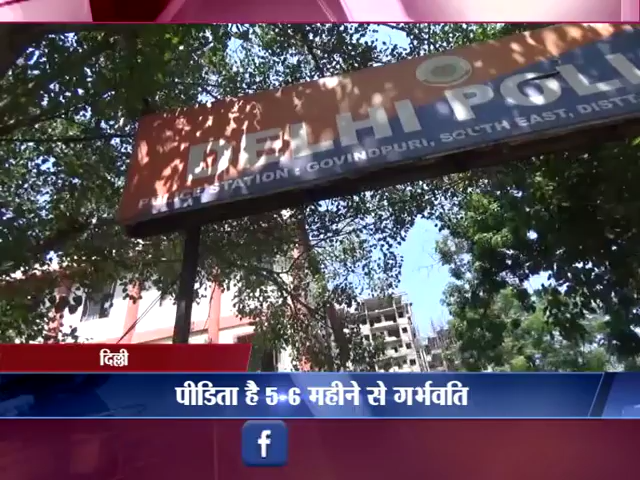 DELHI POLI
POLICE STATION : GOVINDPURI, SOUTH EAST, DISTT
दिल्ली
पीडिता है 5-6 महीने से गर्भवति
f